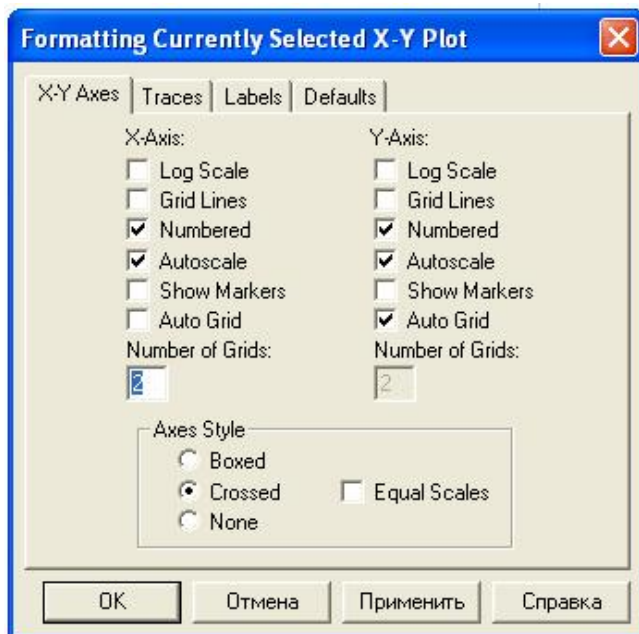 Formatting Currently Selected X-Y Plot
X-Y Axes Traces Labels Defaults
X-Axis: Y-Axis:
Log Scale Log Scale
Grid Lines Grid Lines
Numbered Numbered
Autoscale Autoscale
Show Markers Show Markers
Auto Grid Auto Grid
Number of Grids: Number of Grids:
2 2
Axes Style
Boxed
Crossed Equal Scales
None
OK Отмена Применить Справка